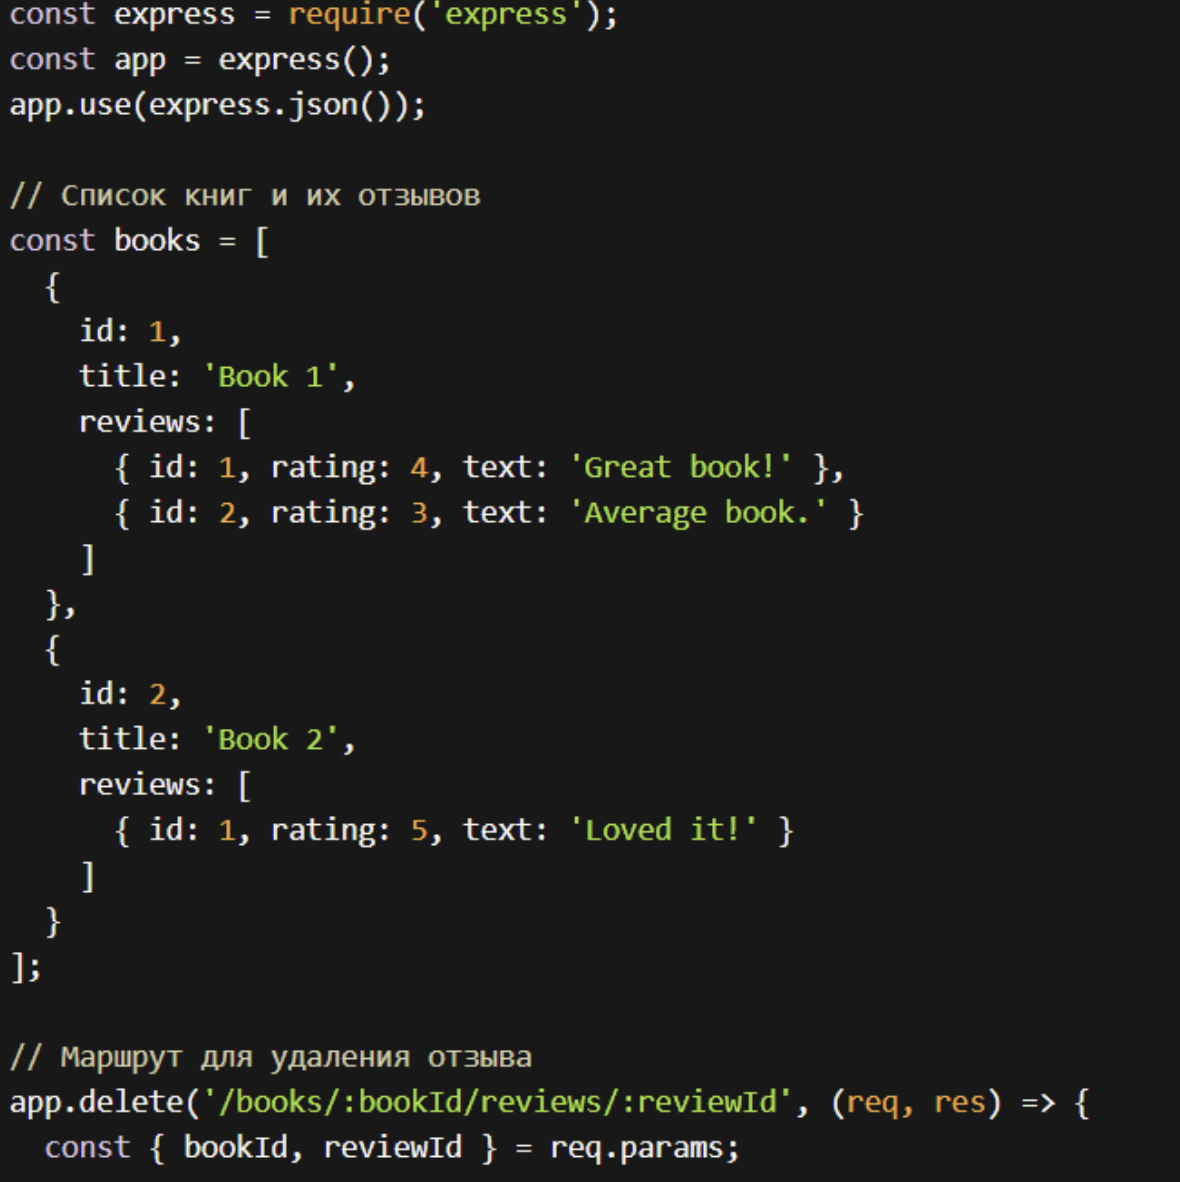 const express = require('express');
const app = express();
app.use(express.json());

// Список книг и их отзывов
const books = [
  {
    id: 1,
    title: 'Book 1',
    reviews: [
      { id: 1, rating: 4, text: 'Great book!' },
      { id: 2, rating: 3, text: 'Average book.' }
    ]
  },
  {
    id: 2,
    title: 'Book 2',
    reviews: [
      { id: 1, rating: 5, text: 'Loved it!' }
    ]
  }
];

// Маршрут для удаления отзыва
app.delete('/books/:bookId/reviews/:reviewId', (req, res) => {
  const { bookId, reviewId } = req.params;